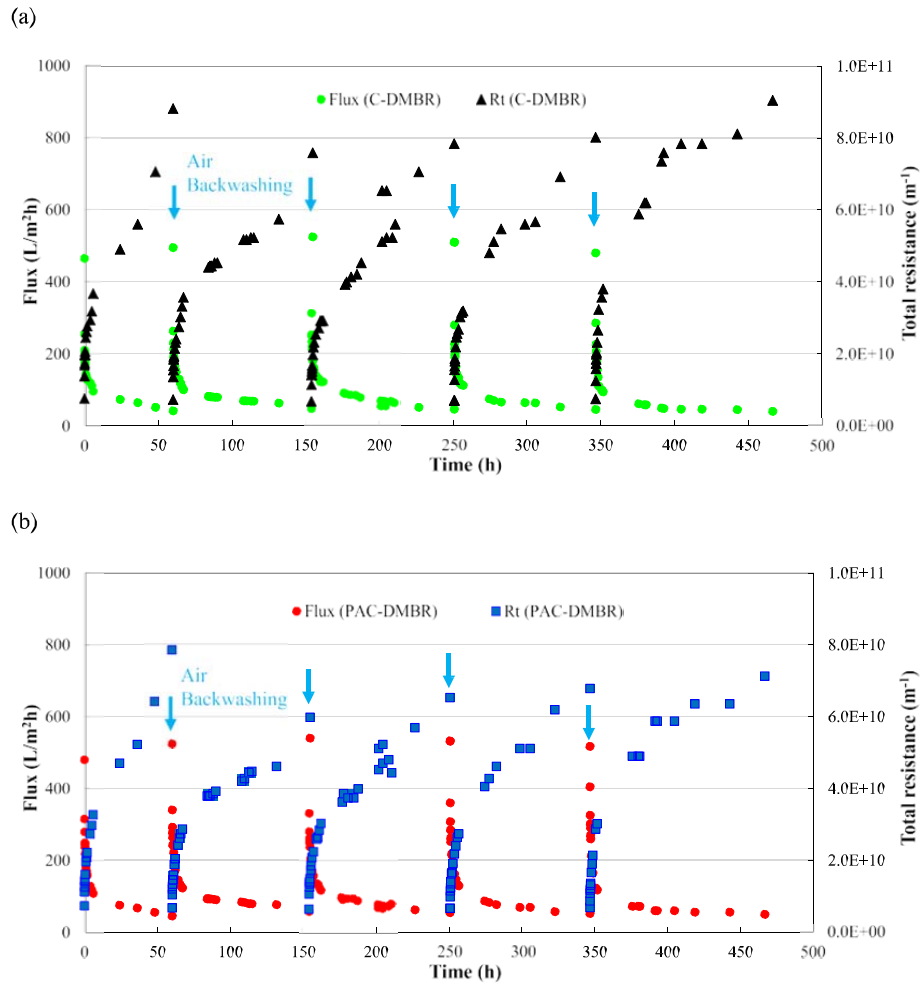 (a)
1000
800
600
400
200
0
Flux (L/m²h)
1.0E+11
8.0E+10
6.0E+10
4.0E+10
2.0E+10
0.0E+00
Total resistance (m⁻¹)
Flux (C-DMBR) Rt (C-DMBR)
Air
Backwashing
0 50 100 150 200 250 300 350 400 450 500
Time (h)
(b)
1000
800
600
400
200
0
Flux (L/m²h)
1.0E+11
8.0E+10
6.0E+10
4.0E+10
2.0E+10
0.0E+00
Total resistance (m⁻¹)
Flux (PAC-DMBR) Rt (PAC-DMBR)
Air
Backwashing
0 50 100 150 200 250 300 350 400 450 500
Time (h)